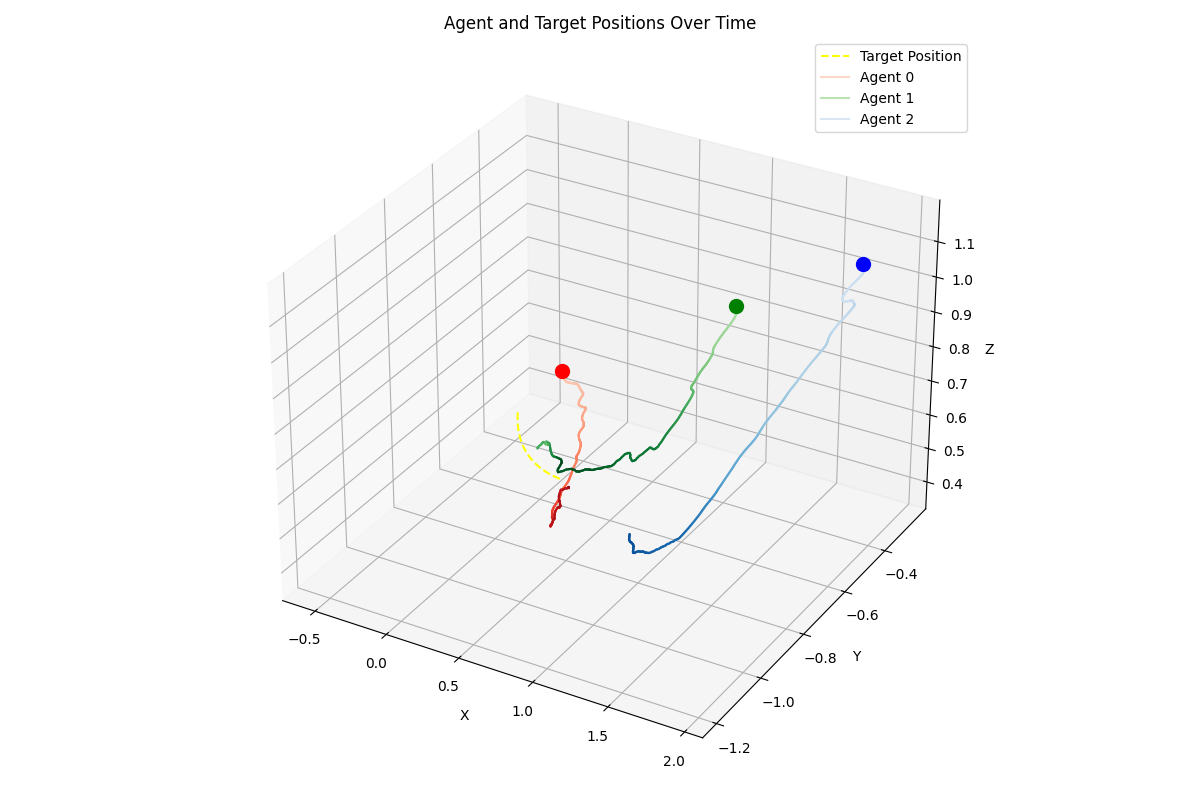 Agent and Target Positions Over Time
Target Position
Agent 0
Agent 1
Agent 2
1.1
1.0
0.9
0.8
Z
0.7
0.6
0.5
0.4
−0.4
−0.6
−0.8
Y
−1.0
−1.2
−0.5
0.0
0.5
X
1.0
1.5
2.0